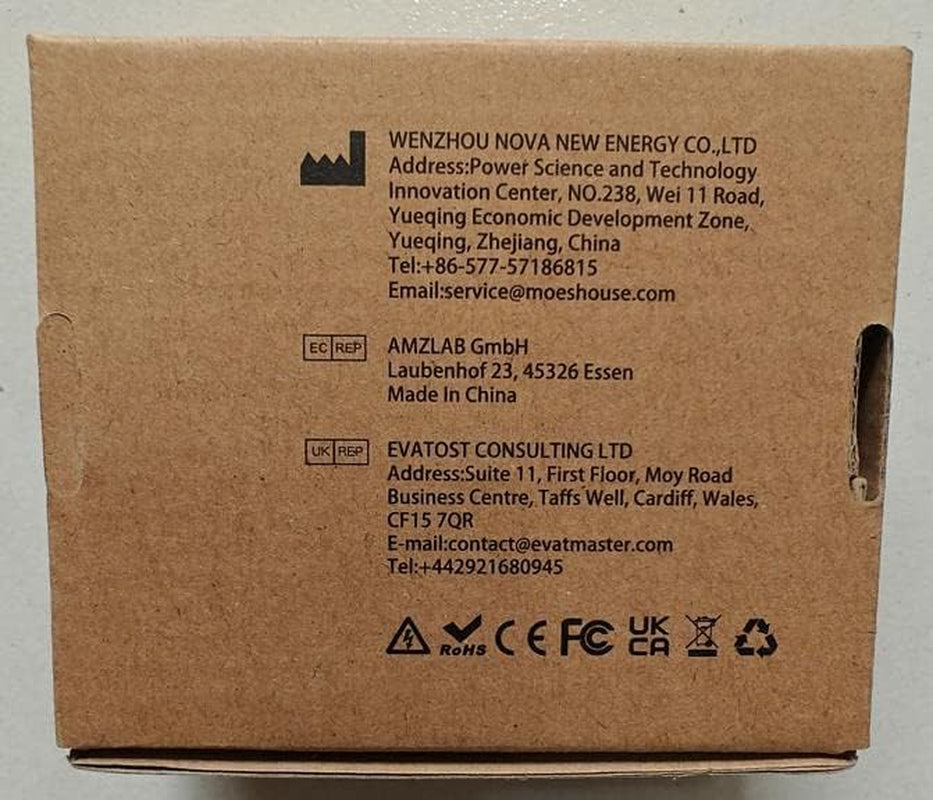 WENZHOU NOVA NEW ENERGY CO.,LTD
Address:Power Science and Technology
Innovation Center, NO.238, Wei 11 Road,
Yueqing Economic Development Zone,
Yueqing, Zhejiang, China
Tel:+86-577-57186815
Email:service@moeshouse.com
EC REP AMZLAB GmbH
Laubenhof 23, 45326 Essen
Made In China
UK REP EVATOST CONSULTING LTD
Address:Suite 11, First Floor, Moy Road
Business Centre, Taffs Well, Cardiff, Wales,
CF15 7QR
E-mail:contact@evatmaster.com
Tel:+442921680945
RoHS CE FC UK
CA